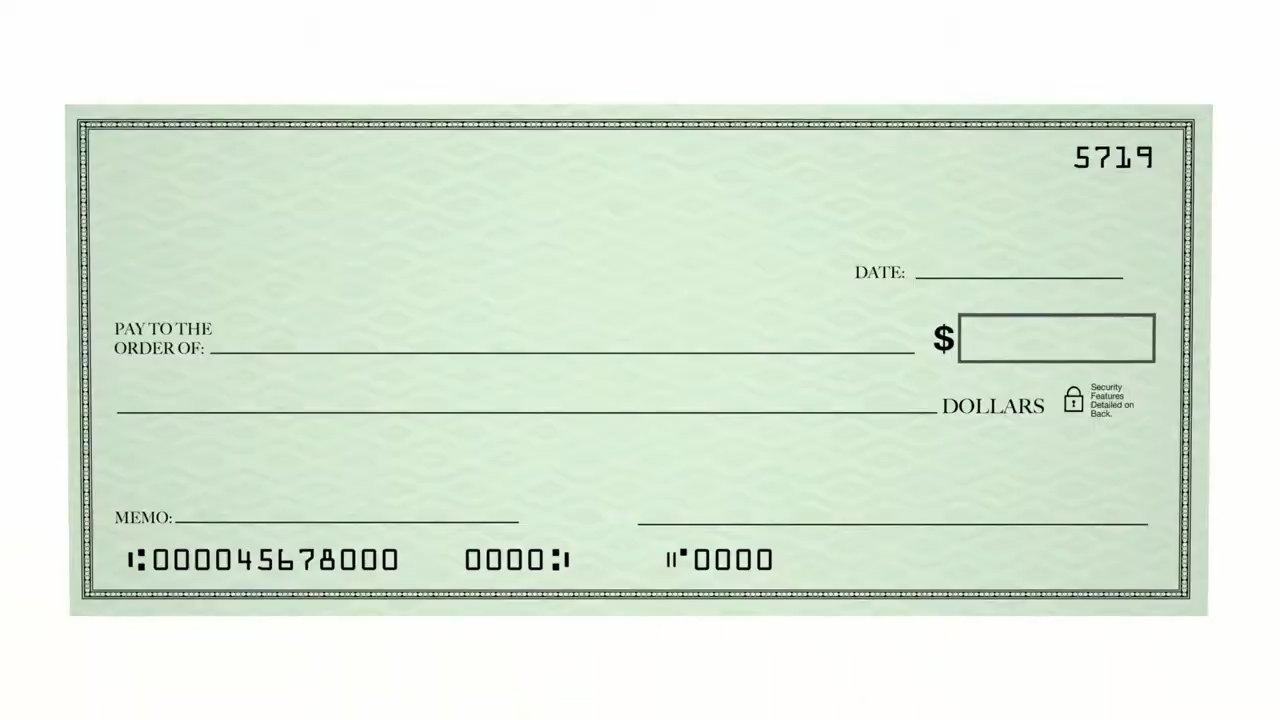 5719
DATE:
PAY TO THE
ORDER OF:
$
DOLLARS
Security
Features
Detailed on
Back.
MEMO:
⑆000045678000 0000⑆ ⑈0000